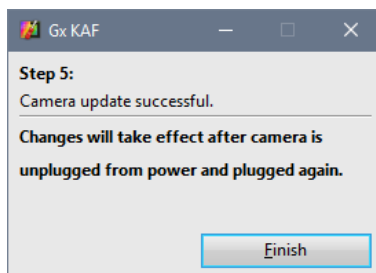 Gx KAF
Step 5:
Camera update successful.
Changes will take effect after camera is
unplugged from power and plugged again.
Finish